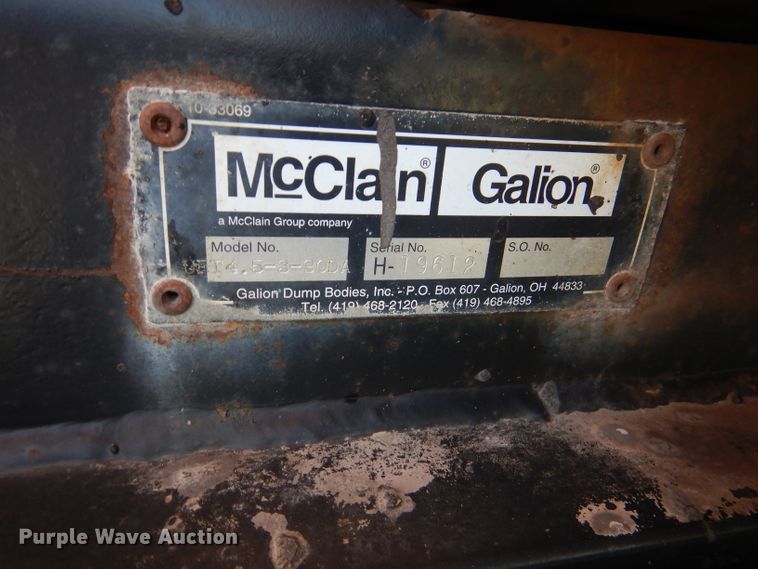 10-33069
McClain® Galion®
a McClain Group company
Model No. Serial No. S.O. No.
H-19612
Galion Dump Bodies, Inc. - P.O. Box 607 - Galion, OH 44833
Tel. (419) 468-2120 - Fax (419) 468-4895
Purple Wave Auction